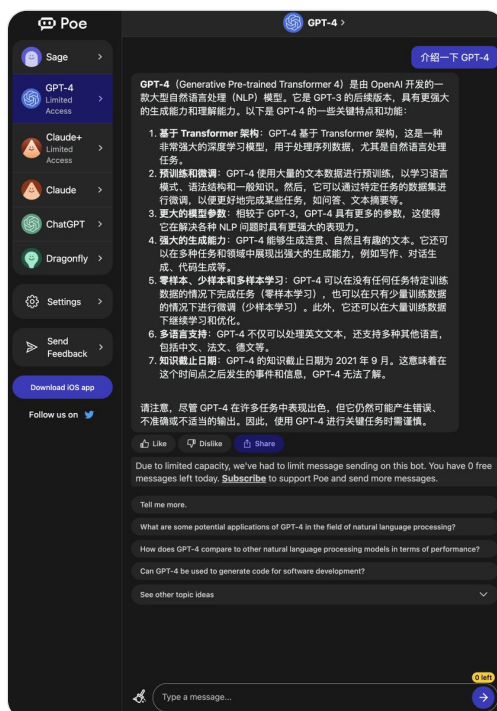 Poe
GPT-4 >
Sage
GPT-4
Limited
Access
Claude+
Limited
Access
Claude
ChatGPT
Dragonfly
Settings
Send
Feedback
Download iOS app
Follow us on
介绍一下 GPT-4
GPT-4（Generative Pre-trained Transformer 4）是由 OpenAI 开发的一
款大型自然语言处理（NLP）模型。它是 GPT-3 的后续版本，具有更强大
的生成能力和理解能力。以下是 GPT-4 的一些关键特点和功能：
1. 基于 Transformer 架构：GPT-4 基于 Transformer 架构，这是一种
非常强大的深度学习模型，用于处理序列数据，尤其是自然语言处理
任务。
2. 预训练和微调：GPT-4 使用大量的文本数据进行预训练，以学习语言
模式、语法结构和一般知识。然后，它可以通过特定任务的数据集进
行微调，以便更好地完成某些任务，如问答、文本摘要等。
3. 更大的模型参数：相较于 GPT-3，GPT-4 具有更多的参数，这使得
它在解决各种 NLP 问题时具有更强大的表现力。
4. 强大的生成能力：GPT-4 能够生成连贯、自然且有趣的文本。它还可
以在多种任务和领域中展现出强大的生成能力，例如写作、对话生
成、代码生成等。
5. 零样本、少样本和多样本学习：GPT-4 可以在没有任何任务特定训练
数据的情况下完成任务（零样本学习），也可以在只有少量训练数据
的情况下进行微调（少样本学习）。此外，它还可以在大量训练数据
下继续学习和优化。
6. 多语言支持：GPT-4 不仅可以处理英文文本，还支持多种其他语言，
包括中文、法文、德文等。
7. 知识截止日期：GPT-4 的知识截止日期为 2021 年 9 月。这意味着在
这个时间点之后发生的事件和信息，GPT-4 无法了解。
请注意，尽管 GPT-4 在许多任务中表现出色，但它仍然可能产生错误、
不准确或不适当的输出。因此，使用 GPT-4 进行关键任务时需谨慎。
Like
Dislike
Share
Due to limited capacity, we've had to limit message sending on this bot. You have 0 free
messages left today. Subscribe to support Poe and send more messages.
Tell me more.
What are some potential applications of GPT-4 in the field of natural language processing?
How does GPT-4 compare to other natural language processing models in terms of performance?
Can GPT-4 be used to generate code for software development?
See other topic ideas
0 left
Type a message...